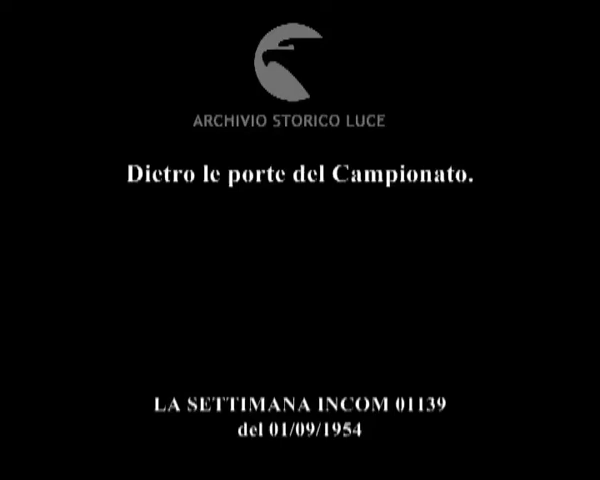 ARCHIVIO STORICO LUCE
Dietro le porte del Campionato.
LA SETTIMANA INCOM 01139
del 01/09/1954